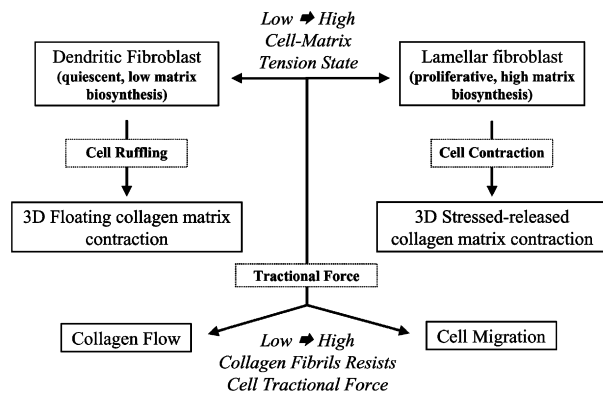 Low ➡ High
Cell-Matrix
Tension State
Dendritic Fibroblast
(quiescent, low matrix
biosynthesis)
Lamellar fibroblast
(proliferative, high matrix
biosynthesis)
Cell Ruffling
Cell Contraction
3D Floating collagen matrix
contraction
3D Stressed-released
collagen matrix contraction
Tractional Force
Collagen Flow
Cell Migration
Low ➡ High
Collagen Fibrils Resists
Cell Tractional Force